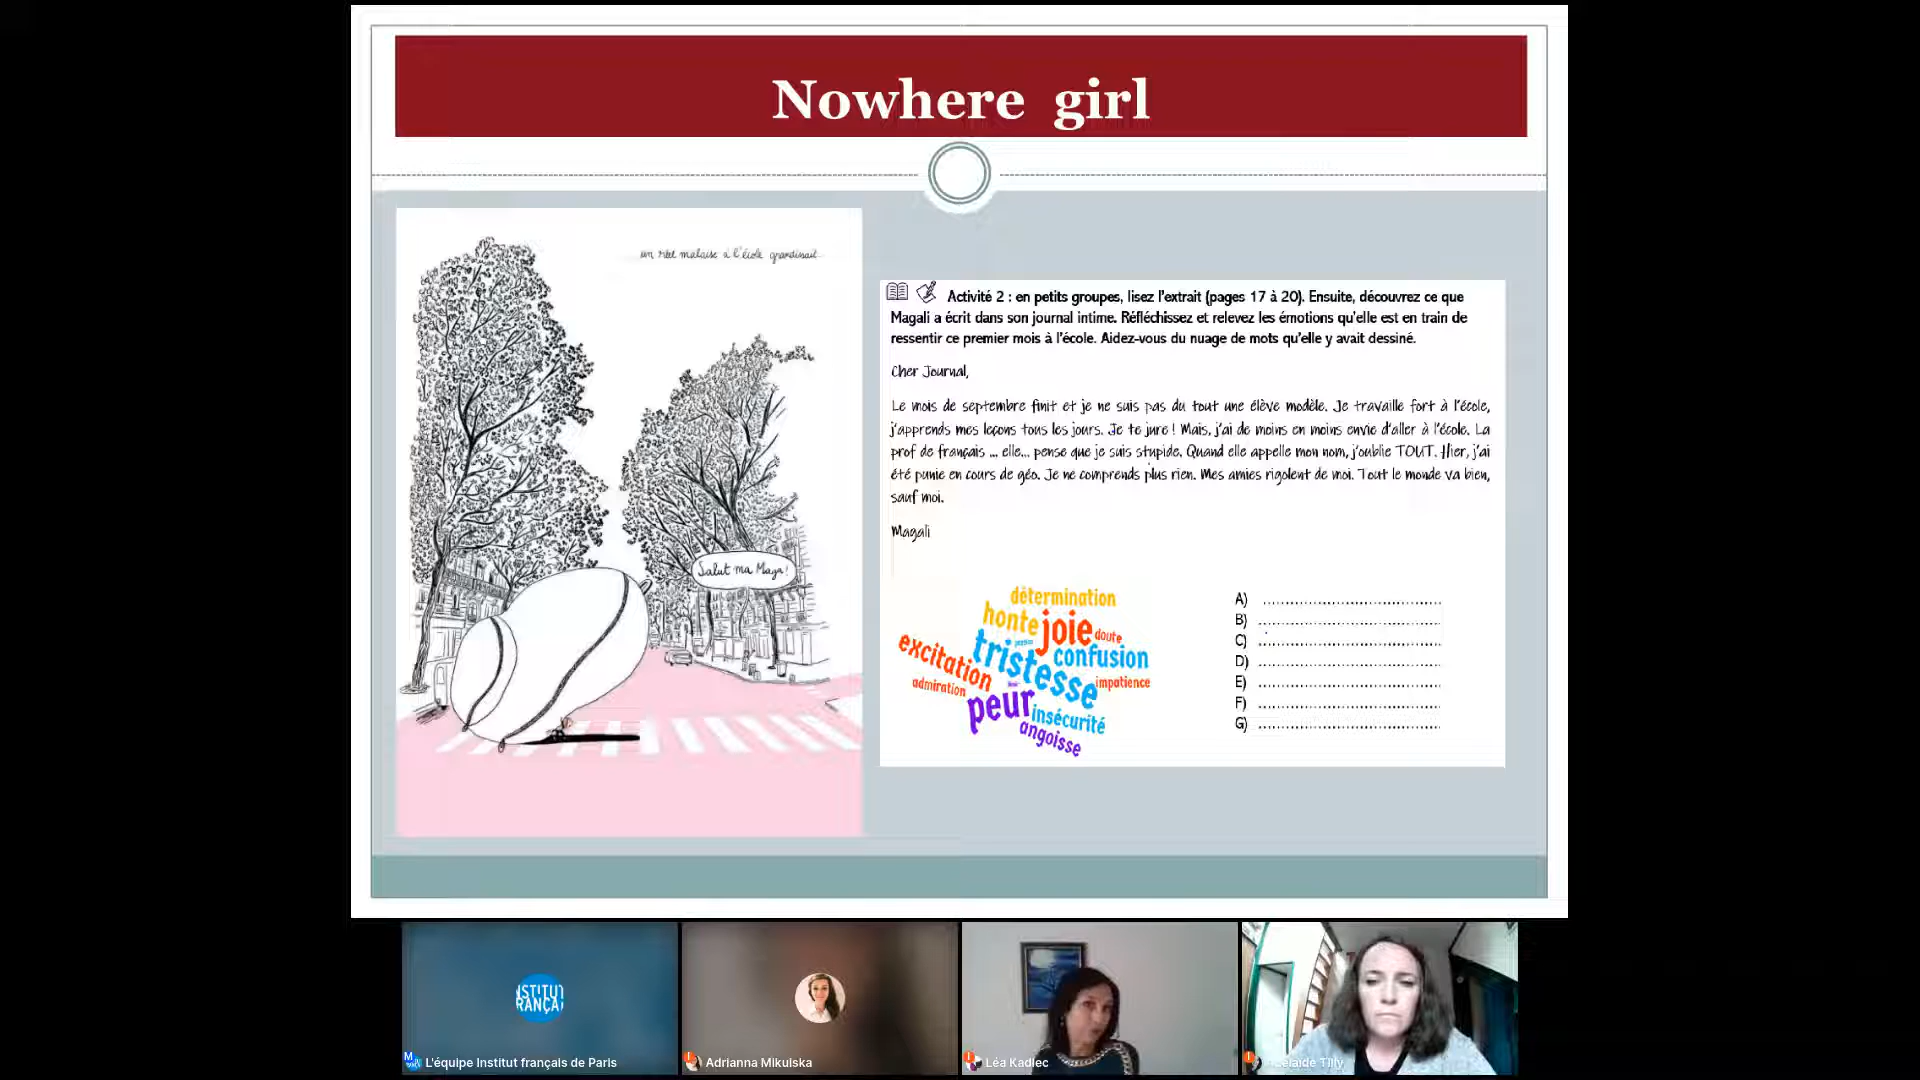 Nowhere girl
un réel malaise à l'école grandissait
Salut ma Maga !
Activité 2 : en petits groupes, lisez l'extrait (pages 17 à 20). Ensuite, découvrez ce que
Magali a écrit dans son journal intime. Réfléchissez et relevez les émotions qu'elle est en train de
ressentir ce premier mois à l'école. Aidez-vous du nuage de mots qu'elle y avait dessiné.
Cher Journal,
Le mois de septembre finit et je ne suis pas du tout une élève modèle. Je travaille fort à l'école,
j'apprends mes leçons tous les jours. Je te jure ! Mais, j'ai de moins en moins envie d'aller à l'école. La
prof de français ... elle... pense que je suis stupide. Quand elle appelle mon nom, j'oublie TOUT. Hier, j'ai
été punie en cours de géo. Je ne comprends plus rien. Mes amies rigolent de moi. Tout le monde va bien,
sauf moi.
Magali
détermination
honte
joie
doute
tristesse
confusion
excitation
impatience
admiration
peur
insécurité
angoisse
A) ......................................
B) ......................................
C) ......................................
D) ......................................
E) ......................................
F) ......................................
G) ......................................
INSTITUT
FRANÇAIS
L'équipe Institut français de Paris
Adrianna Mikulska
Léa Kadlec
Tilly